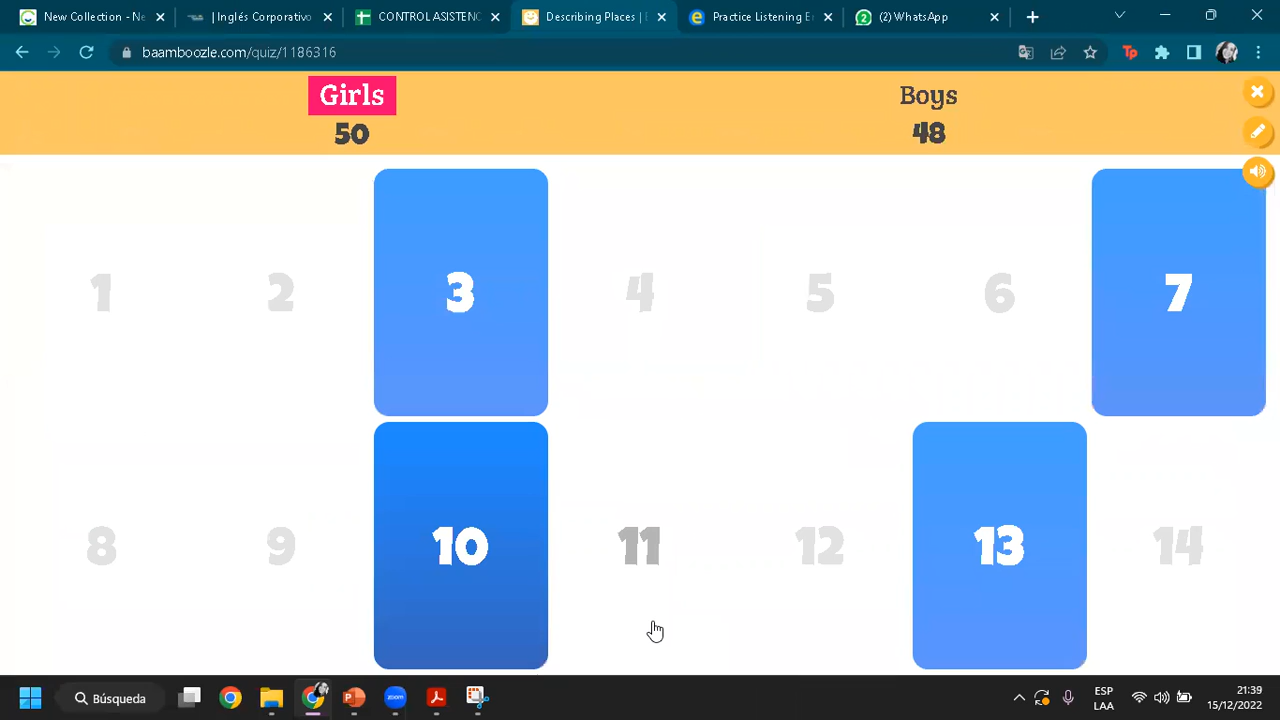 New Collection - Ne
Inglés Corporativo
CONTROL ASISTENC
Describing Places | B
Practice Listening En
(2) WhatsApp
baamboozle.com/quiz/1186316
Girls
Boys
50
48
1
2
3
4
5
6
7
8
9
10
11
12
13
14
Búsqueda
ESP
LAA
21:39
15/12/2022